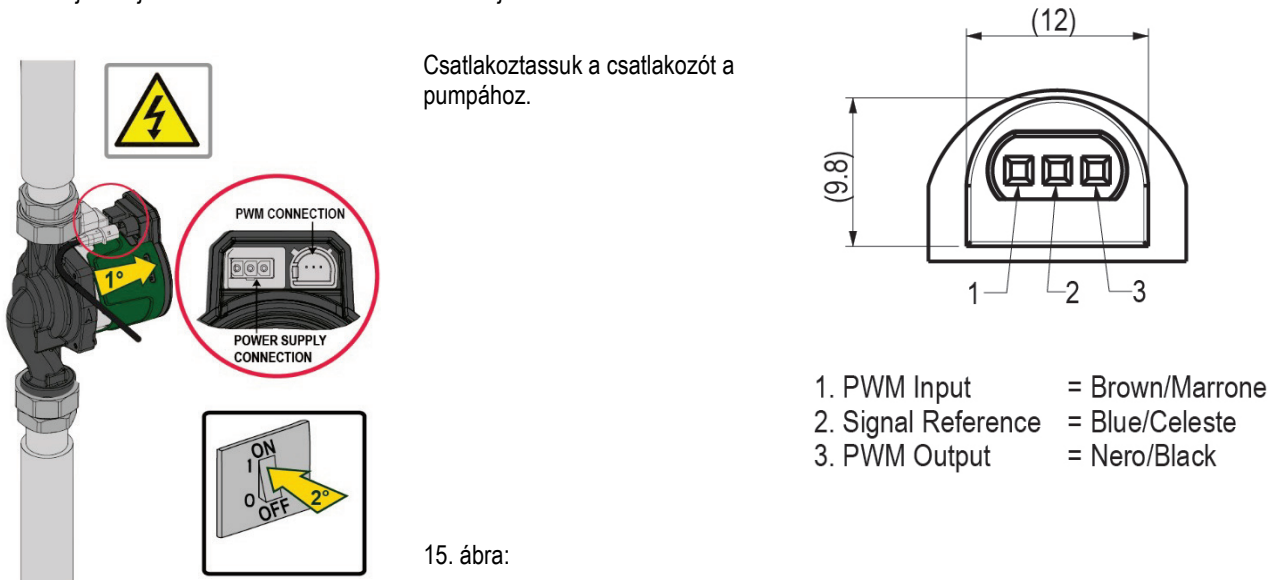 Csatlakoztassuk a csatlakozót a
pumpához.
1°
PWM CONNECTION
POWER SUPPLY
CONNECTION
ON
1
0
OFF
2°
15. ábra:
(12)
(9.8)
1
2
3
1. PWM Input = Brown/Marrone
2. Signal Reference = Blue/Celeste
3. PWM Output = Nero/Black